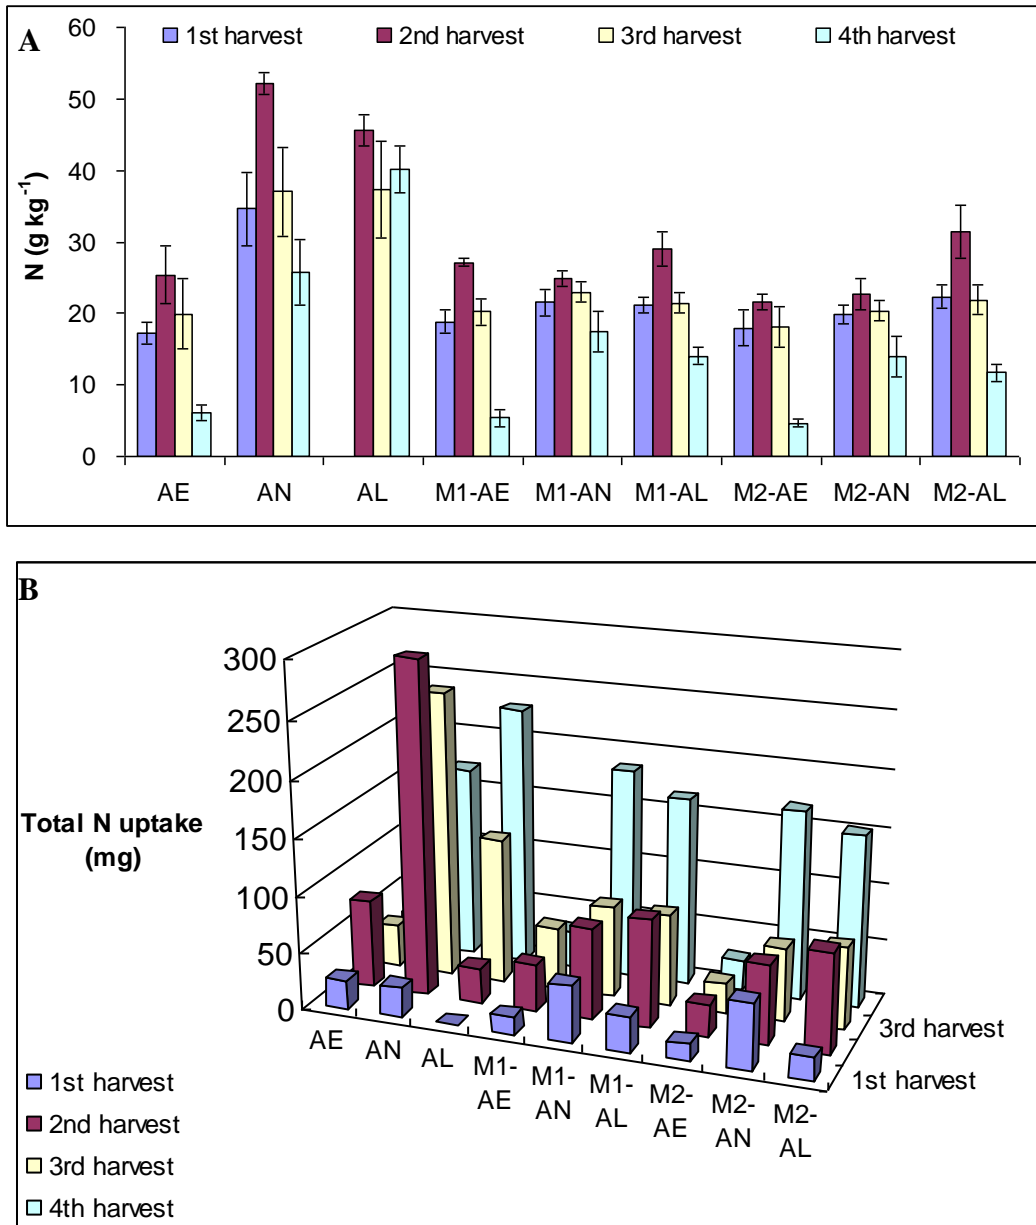 A
1st harvest 2nd harvest 3rd harvest 4th harvest
60
50
40
30
20
10
0
N (g kg⁻¹)
AE AN AL M1-AE M1-AN M1-AL M2-AE M2-AN M2-AL
B
300
250
200
150
100
50
0
Total N uptake
(mg)
AE
AN
AL
M1-
AE
M1-
AN
M1-
AL
M2-
AE
M2-
AN
M2-
AL
3rd harvest
1st harvest
1st harvest
2nd harvest
3rd harvest
4th harvest